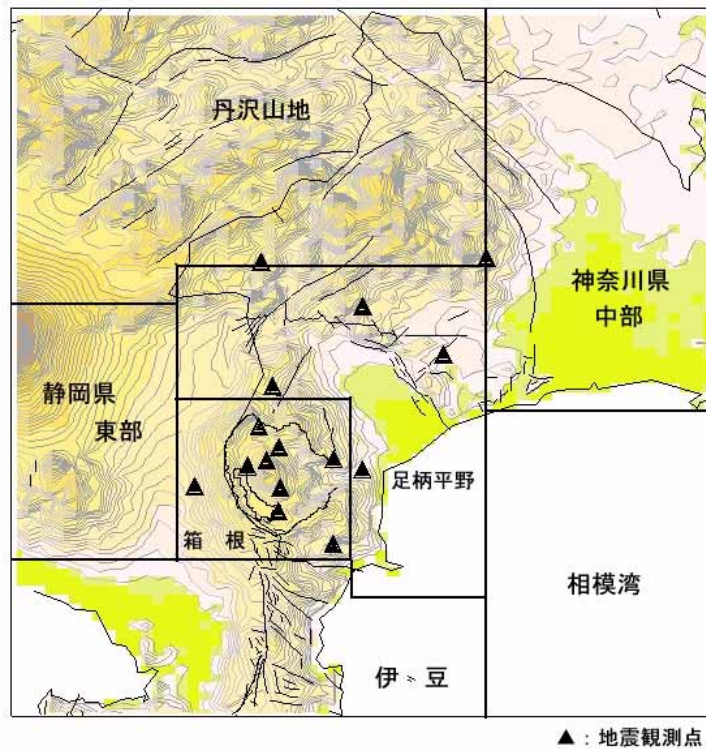 丹沢山地
神奈川県
中部
静岡県
東部
足柄平野
箱 根
相模湾
伊 豆
▲：地震観測点